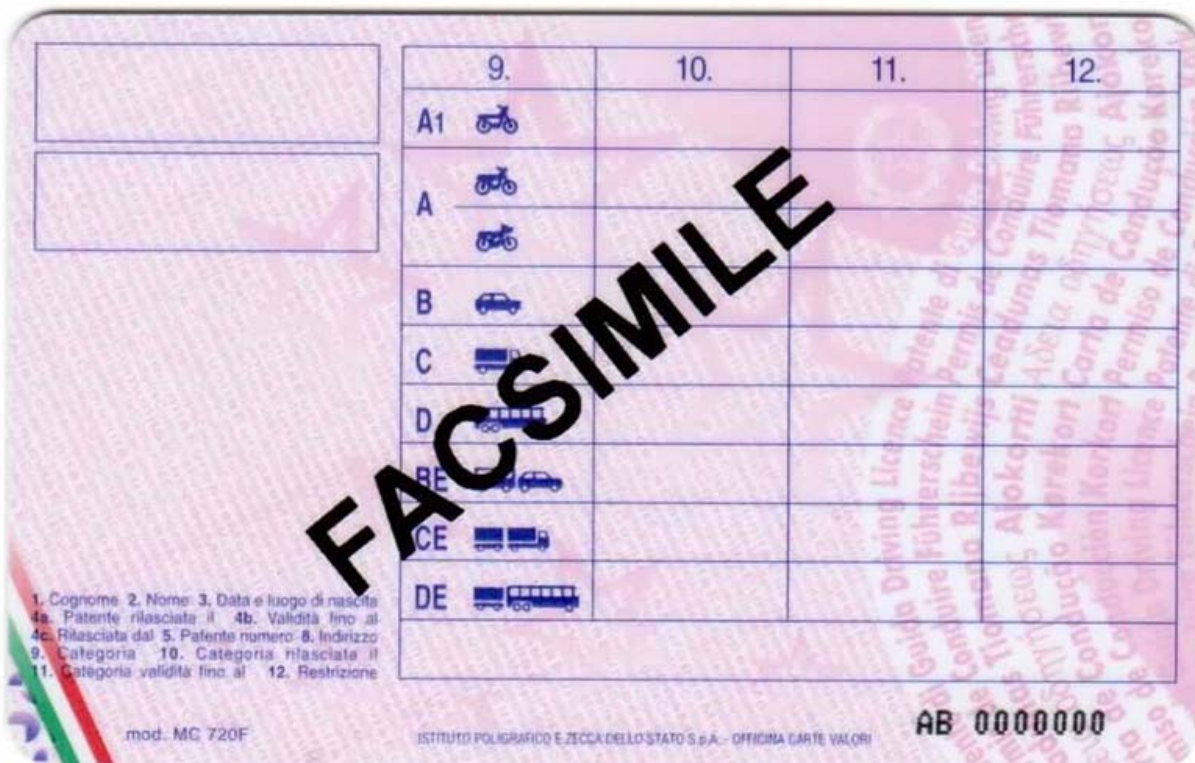 9. 10. 11. 12.
A1
A
B
C
D
BE
CE
DE
FACSIMILE
1. Cognome 2. Nome 3. Data e luogo di nascita
4a. Patente rilasciata il 4b. Validità fino al
4c. Rilasciata dal 5. Patente numero 8. Indirizzo
9. Categoria 10. Categoria rilasciata il
11. Categoria validità fino al 12. Restrizione
mod. MC 720F
ISTITUTO POLIGRAFICO E ZECCA DELLO STATO S.p.A. - OFFICINA CARTE VALORI
AB 0000000